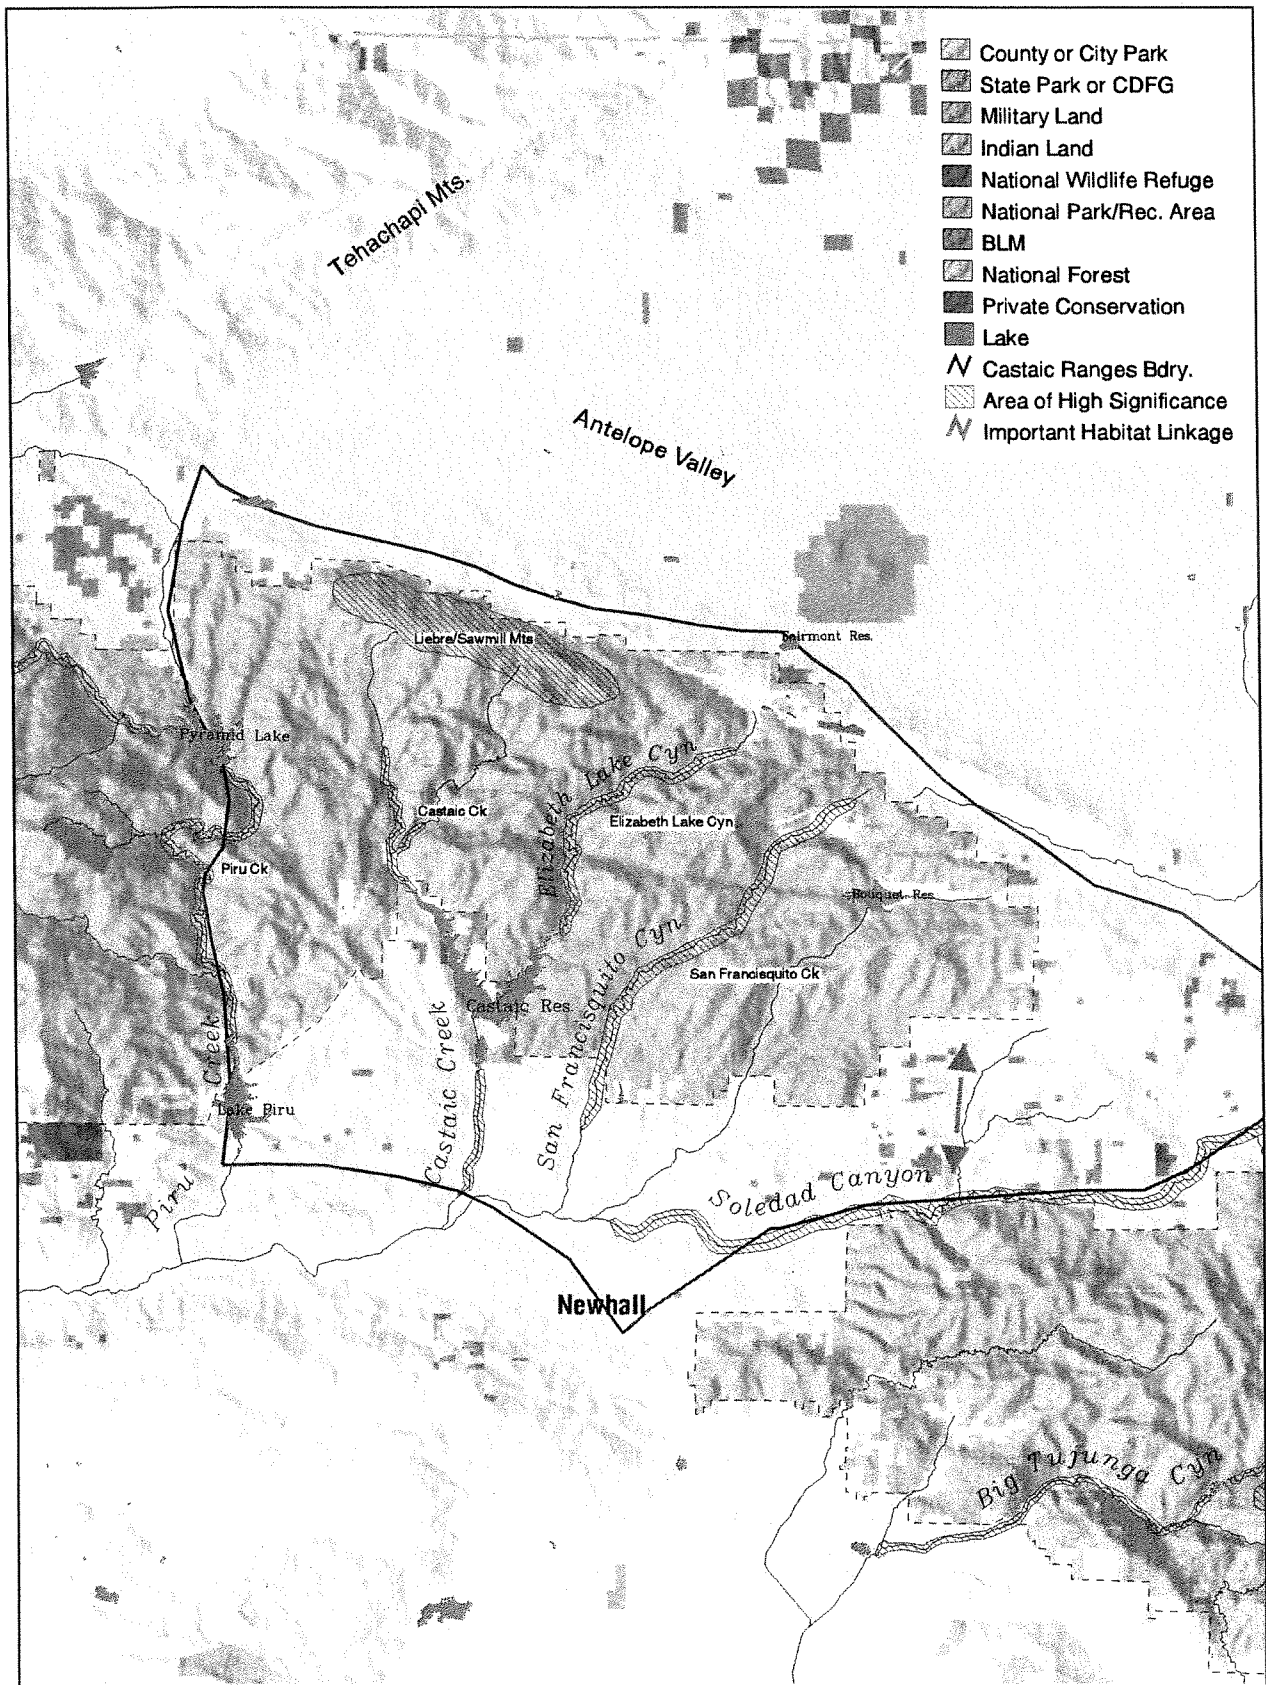 County or City Park
State Park or CDFG
Military Land
Indian Land
National Wildlife Refuge
National Park/Rec. Area
BLM
National Forest
Private Conservation
Lake
Castaic Ranges Bdry.
Area of High Significance
Important Habitat Linkage
Tehachapi Mts.
Antelope Valley
Liebre/Sawmill Mts
Fairmont Res.
Pyramid Lake
Elizabeth Lake Cyn
Castaic Ck
Elizabeth Lake Cyn
Piru Ck
Bouquet Res
San Francisquito Cyn
San Francisquito Ck
Castaic Res.
Piru Creek
Castaic Creek
Lake Piru
Soledad Canyon
Newhall
Big Tujunga Cyn